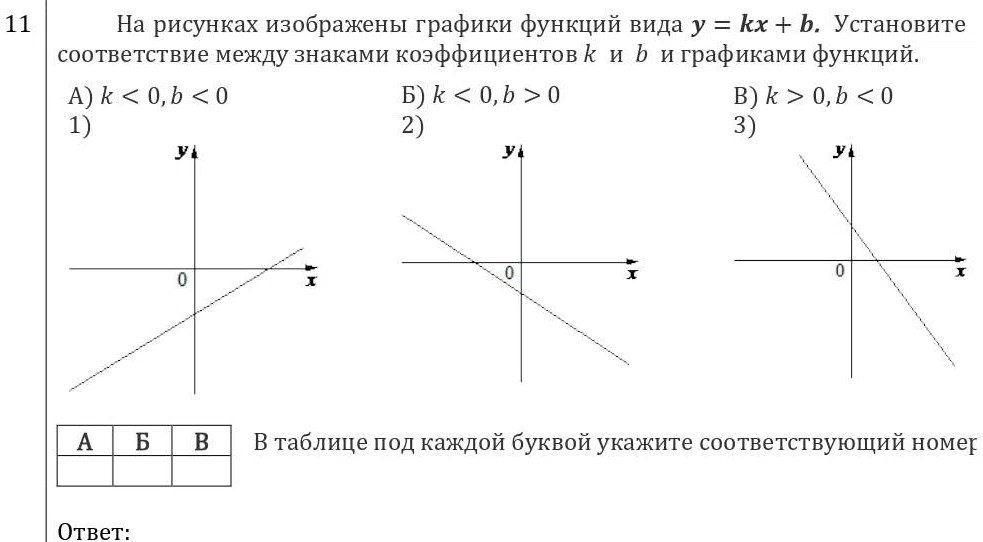 11 На рисунках изображены графики функций вида y = kx + b. Установите
соответствие между знаками коэффициентов k и b и графиками функций.
А) k < 0, b < 0 Б) k < 0, b > 0 В) k > 0, b < 0
1) 2) 3)
y y y
0 x 0 x 0 x
А Б В В таблице под каждой буквой укажите соответствующий номер
Ответ: